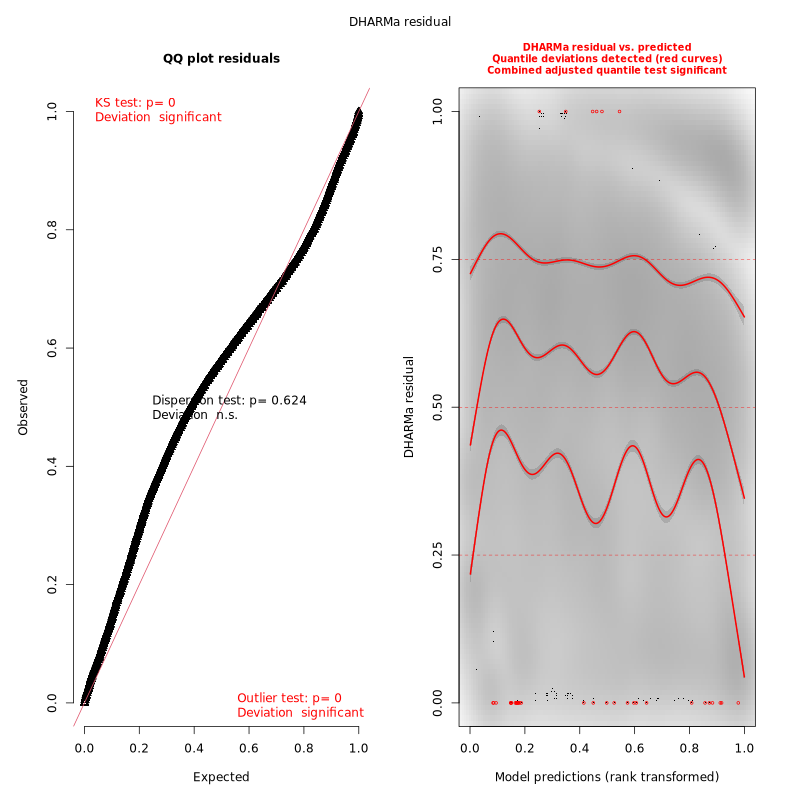 DHARMa residual
QQ plot residuals
KS test: p= 0
Deviation significant
Dispersion test: p= 0.624
Deviation n.s.
Outlier test: p= 0
Deviation significant
Observed
0.0 0.2 0.4 0.6 0.8 1.0
0.0 0.2 0.4 0.6 0.8 1.0
Expected
DHARMa residual vs. predicted
Quantile deviations detected (red curves)
Combined adjusted quantile test significant
DHARMa residual
0.00 0.25 0.50 0.75 1.00
0.0 0.2 0.4 0.6 0.8 1.0
Model predictions (rank transformed)